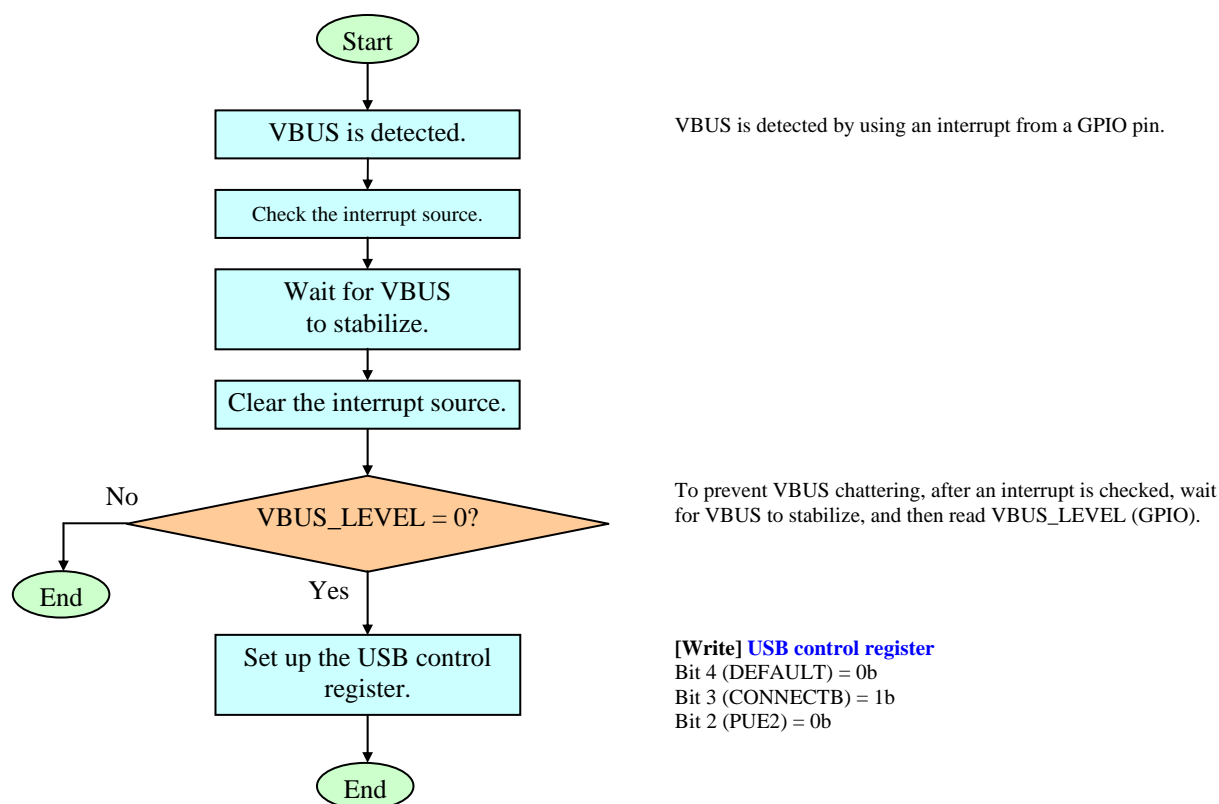 Start
VBUS is detected.
VBUS is detected by using an interrupt from a GPIO pin.
Check the interrupt source.
Wait for VBUS
to stabilize.
Clear the interrupt source.
No
VBUS_LEVEL = 0?
To prevent VBUS chattering, after an interrupt is checked, wait
for VBUS to stabilize, and then read VBUS_LEVEL (GPIO).
End
Yes
Set up the USB control
register.
[Write] USB control register
Bit 4 (DEFAULT) = 0b
Bit 3 (CONNECTB) = 1b
Bit 2 (PUE2) = 0b
End